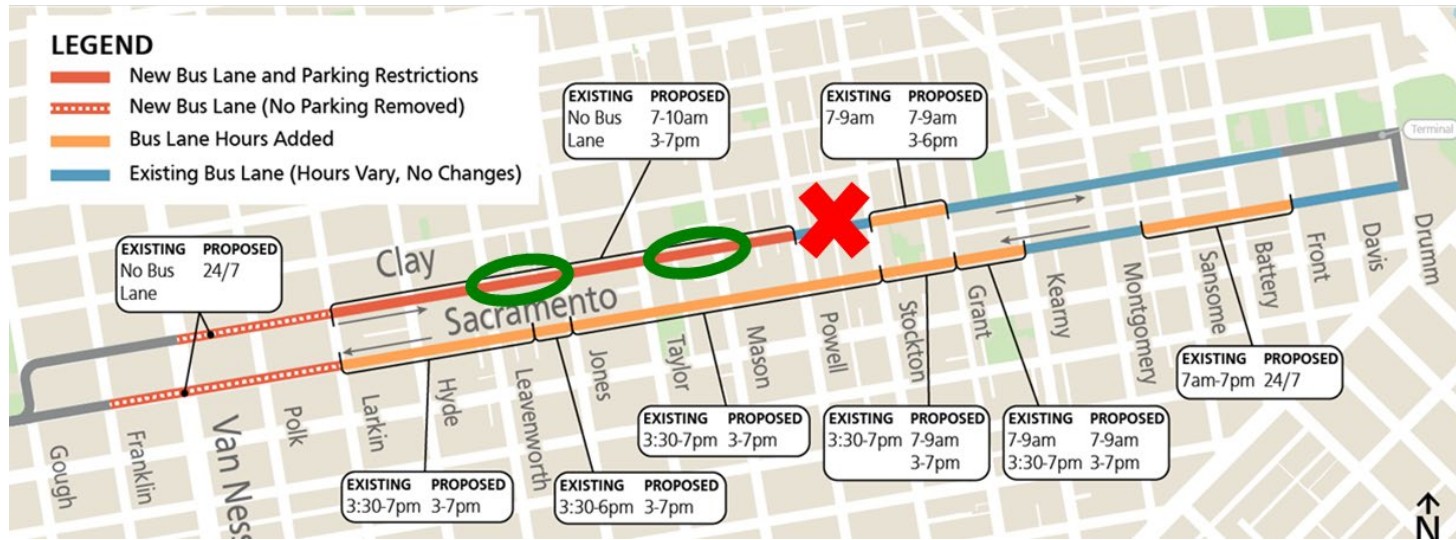 LEGEND
New Bus Lane and Parking Restrictions
New Bus Lane (No Parking Removed)
Bus Lane Hours Added
Existing Bus Lane (Hours Vary, No Changes)
EXISTING PROPOSED
No Bus 7-10am
Lane 3-7pm
EXISTING PROPOSED
7-9am 7-9am
3-6pm
Terminal
EXISTING PROPOSED
No Bus 24/7
Lane
Clay
Sacramento
Gough
Franklin
Van Ness
Polk
Larkin
Hyde
Leavenworth
Jones
Taylor
Mason
Powell
Stockton
Grant
Kearny
Montgomery
Sansome
Battery
Front
Davis
Drumm
EXISTING PROPOSED
7am-7pm 24/7
EXISTING PROPOSED
3:30-7pm 3-7pm
EXISTING PROPOSED
3:30-7pm 7-9am
3-7pm
EXISTING PROPOSED
7-9am 7-9am
3:30-7pm 3-7pm
EXISTING PROPOSED
3:30-7pm 3-7pm
EXISTING PROPOSED
3:30-6pm 3-7pm
N